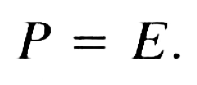 P = E.